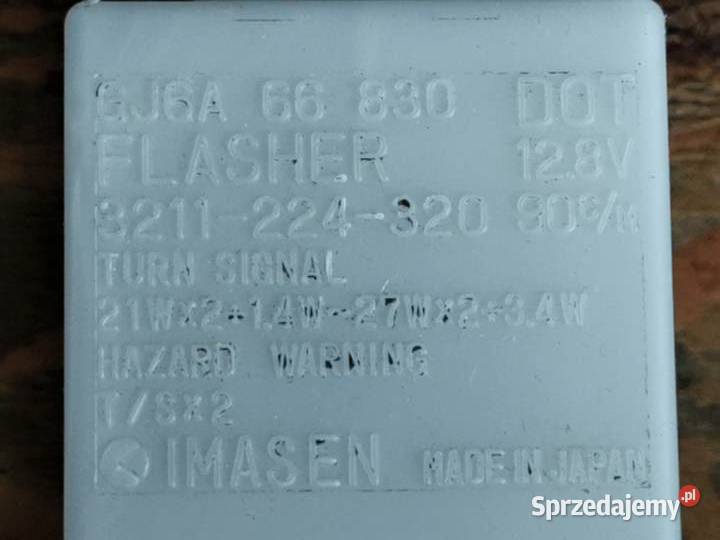 GJ6A 66 830 DOT
FLASHER 12.8V
8211-224-320 90c/M
TURN SIGNAL
21W×2+1.4W~27W×2+3.4W
HAZARD WARNING
T/S×2
IMASEN MADE IN JAPAN
Sprzedajemy.pl